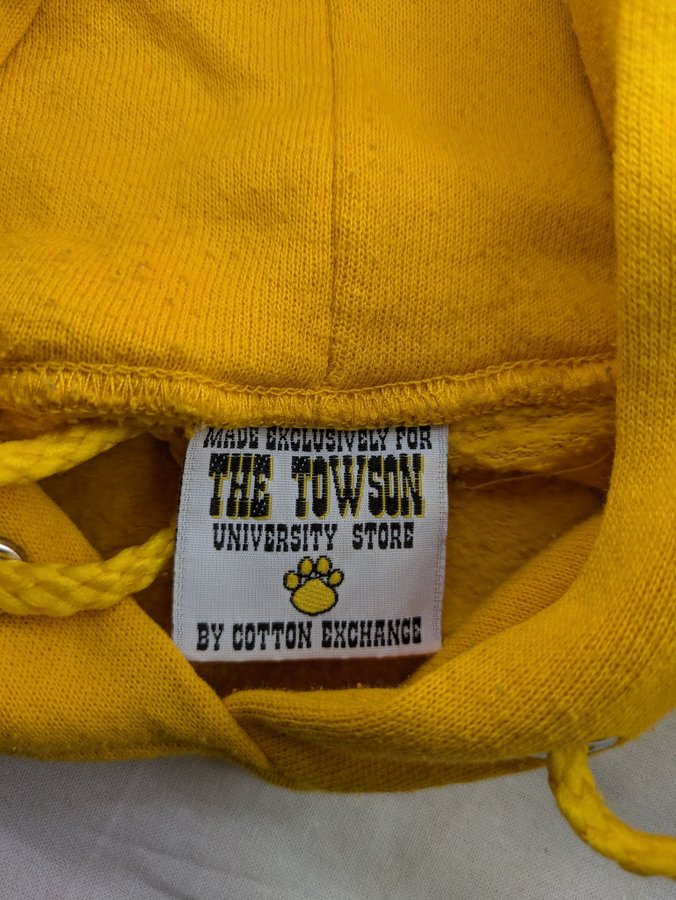 MADE EXCLUSIVELY FOR
THE TOWSON
UNIVERSITY STORE
BY COTTON EXCHANGE